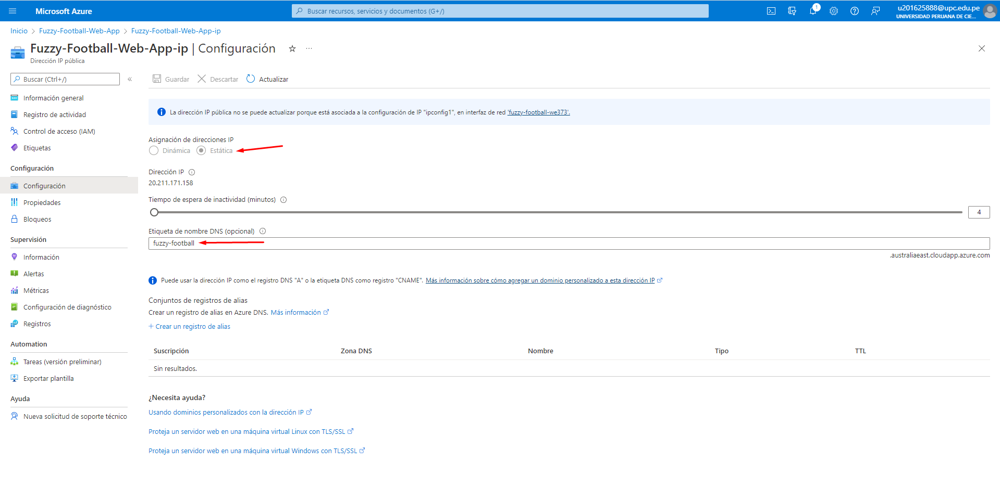 Microsoft Azure
Buscar recursos, servicios y documentos (G+/)
1
u201625888@upc.edu.pe
UNIVERSIDAD PERUANA DE CIE...
Inicio > Fuzzy-Football-Web-App > Fuzzy-Football-Web-App-ip
Fuzzy-Football-Web-App-ip | Configuración
Dirección IP pública
Buscar (Ctrl+/)
«
Información general
Registro de actividad
Control de acceso (IAM)
Etiquetas
Configuración
Configuración
Propiedades
Bloqueos
Supervisión
Información
Alertas
Métricas
Configuración de diagnóstico
Registros
Automation
Tareas (versión preliminar)
Exportar plantilla
Ayuda
Nueva solicitud de soporte técnico
Guardar Descartar Actualizar
La dirección IP pública no se puede actualizar porque está asociada a la configuración de IP "ipconfig1", en interfaz de red 'fuzzy-football-we373'.
Asignación de direcciones IP
Dinámica Estática
Dirección IP
20.211.171.158
Tiempo de espera de inactividad (minutos)
4
Etiqueta de nombre DNS (opcional)
fuzzy-football
.australiaeast.cloudapp.azure.com
Puede usar la dirección IP como el registro DNS "A" o la etiqueta DNS como registro "CNAME". Más información sobre cómo agregar un dominio personalizado a esta dirección IP
Conjuntos de registros de alias
Crear un registro de alias en Azure DNS. Más información
+ Crear un registro de alias
Suscripción Zona DNS Nombre Tipo TTL
Sin resultados.
¿Necesita ayuda?
Usando dominios personalizados con la dirección IP
Proteja un servidor web en una máquina virtual Linux con TLS/SSL
Proteja un servidor web en una máquina virtual Windows con TLS/SSL